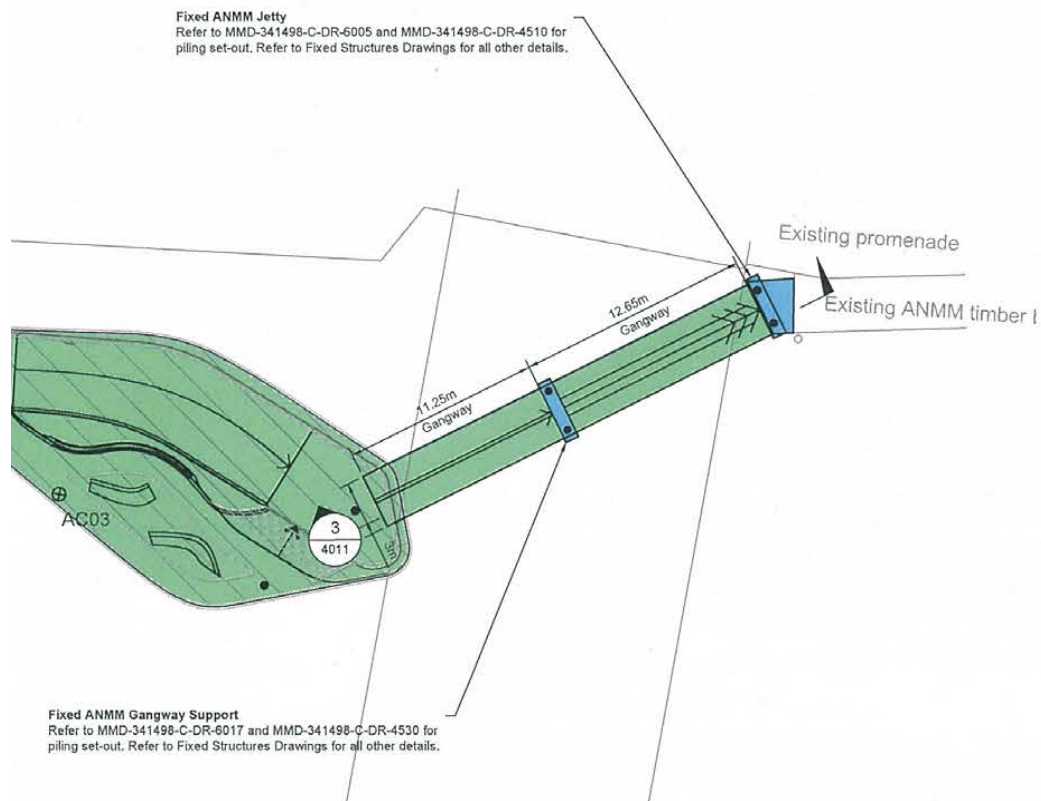 Fixed ANMM Jetty
Refer to MMD-341498-C-DR-6005 and MMD-341498-C-DR-4510 for
piling set-out. Refer to Fixed Structures Drawings for all other details.
Existing promenade
12.65m
Gangway
Existing ANMM timber
11.25m
Gangway
AC03
3
4011
3m
Fixed ANMM Gangway Support
Refer to MMD-341498-C-DR-6017 and MMD-341498-C-DR-4530 for
piling set-out. Refer to Fixed Structures Drawings for all other details.